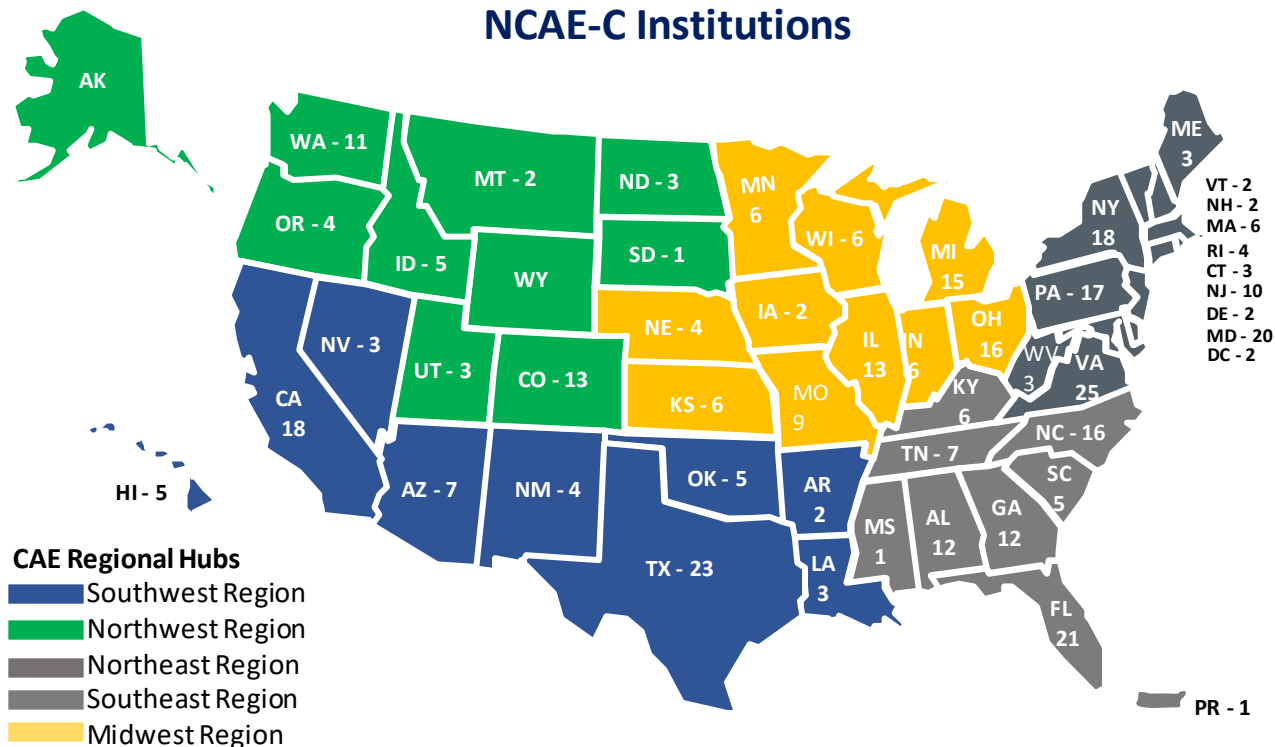 NCAE-C Institutions
AK
WA - 11
MT - 2
ND - 3
MN
6
ME
3
OR - 4
ID - 5
WY
SD - 1
WI - 6
MI
15
NY
18
VT - 2
NH - 2
MA - 6
RI - 4
CT - 3
NJ - 10
DE - 2
MD - 20
DC - 2
NV - 3
UT - 3
CO - 13
NE - 4
IA - 2
IL
13
IN
6
OH
16
PA - 17
WV
3
VA
25
CA
18
KS - 6
MO
9
KY
6
TN - 7
NC - 16
SC
5
HI - 5
AZ - 7
NM - 4
OK - 5
AR
2
MS
1
AL
12
GA
12
TX - 23
LA
3
FL
21
PR - 1
CAE Regional Hubs
Southwest Region
Northwest Region
Northeast Region
Southeast Region
Midwest Region